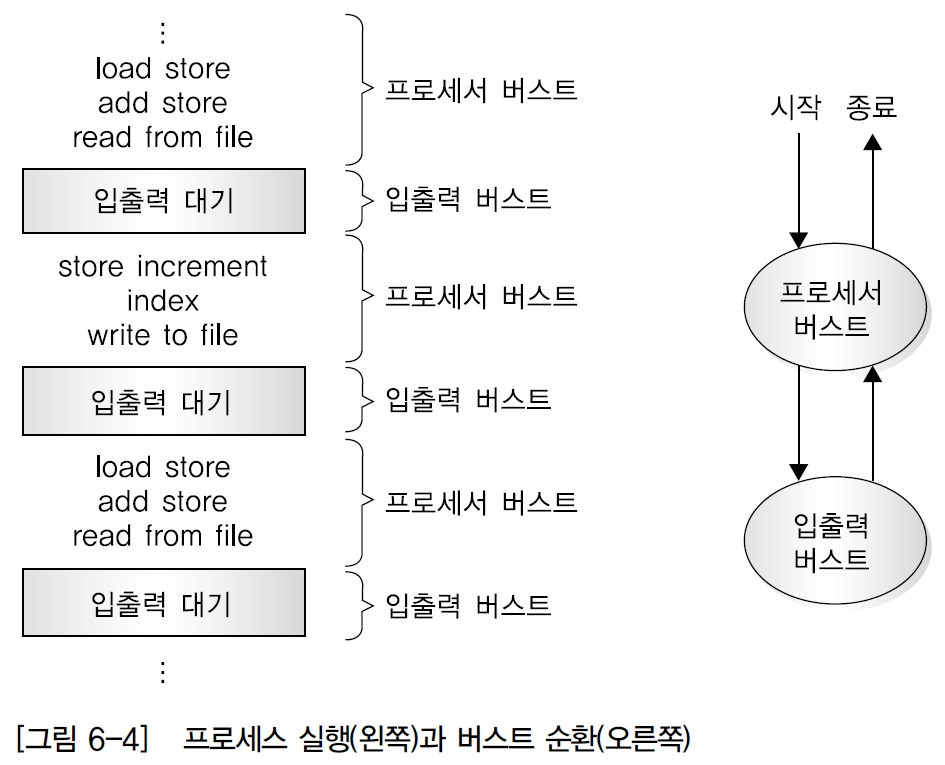 ⋮
load store
add store
read from file
프로세서 버스트
입출력 대기
입출력 버스트
store increment
index
write to file
프로세서 버스트
입출력 대기
입출력 버스트
load store
add store
read from file
프로세서 버스트
입출력 대기
입출력 버스트
⋮
시작 종료
프로세서
버스트
입출력
버스트
[그림 6-4] 프로세스 실행(왼쪽)과 버스트 순환(오른쪽)